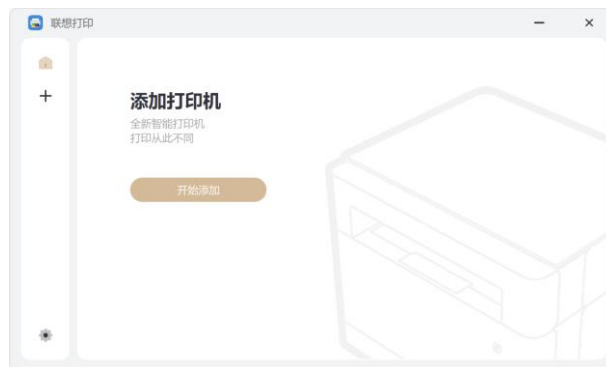 联想打印
添加打印机
全新智能打印机
打印从此不同
开始添加